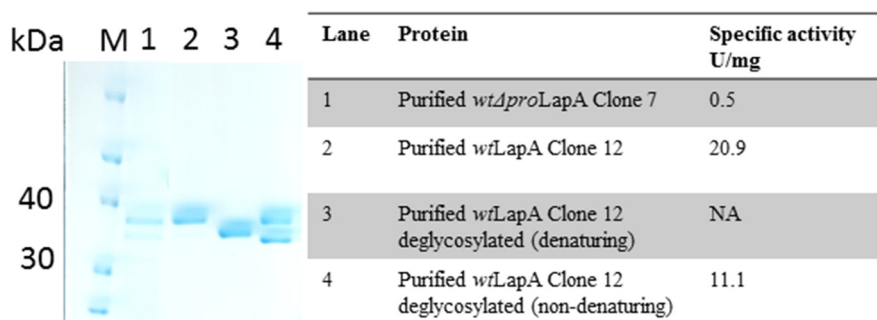 kDa M 1 2 3 4
40
30
Lane Protein Specific activity
U/mg
1 Purified wtΔproLapA Clone 7 0.5
2 Purified wtLapA Clone 12 20.9
3 Purified wtLapA Clone 12 NA
deglycosylated (denaturing)
4 Purified wtLapA Clone 12 11.1
deglycosylated (non-denaturing)